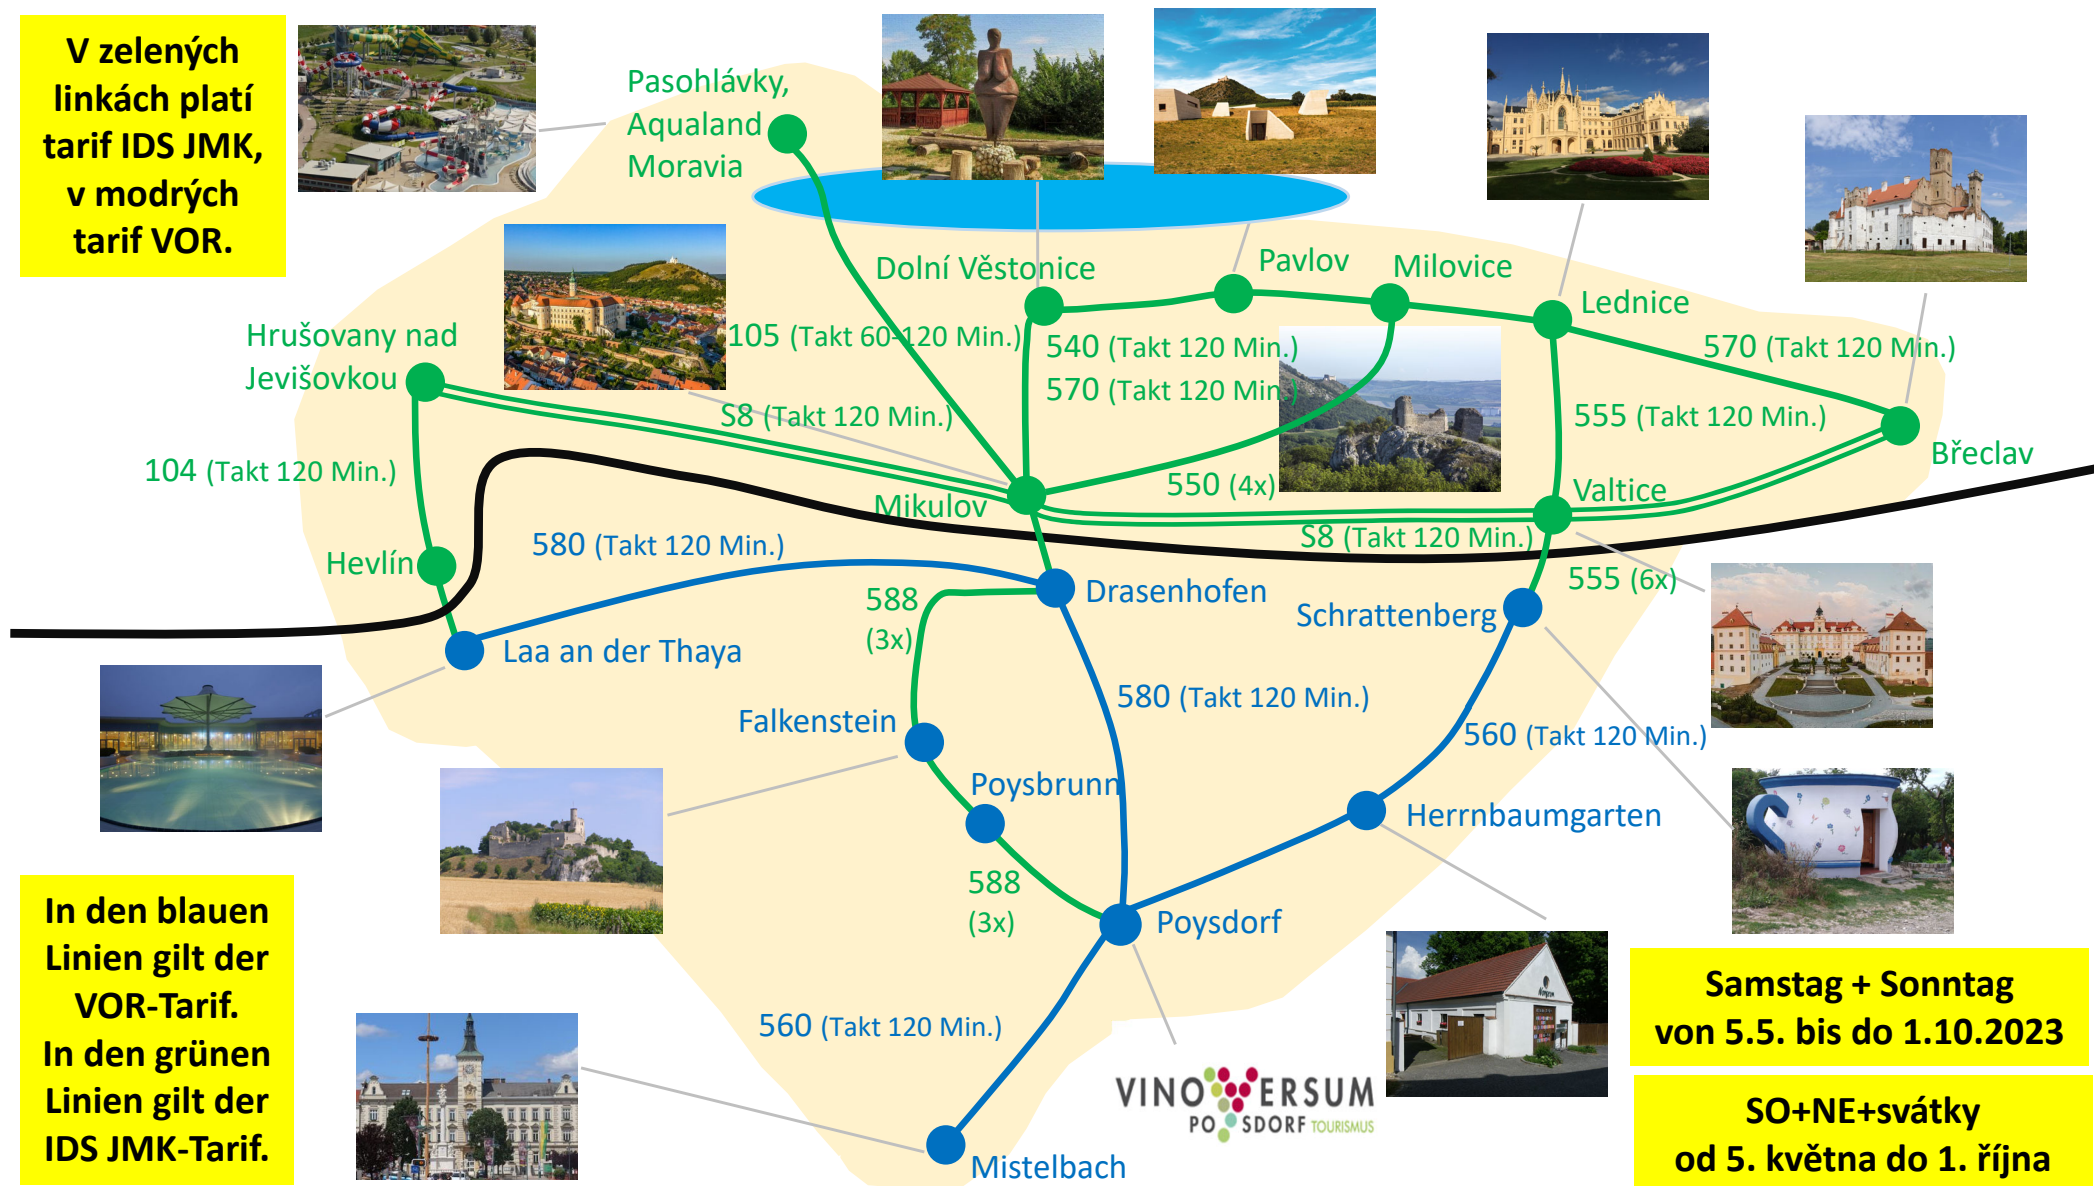 V zelených
linkách platí
tarif IDS JMK,
v modrých
tarif VOR.
Pasohlávky,
Aqualand
Moravia
Dolní Věstonice
Pavlov
Milovice
Lednice
Hrušovany nad
Jevišovkou
105 (Takt 60-120 Min.)
540 (Takt 120 Min.)
570 (Takt 120 Min.)
570 (Takt 120 Min.)
S8 (Takt 120 Min.)
555 (Takt 120 Min.)
Břeclav
104 (Takt 120 Min.)
550 (4x)
Valtice
Mikulov
S8 (Takt 120 Min.)
580 (Takt 120 Min.)
Hevlín
555 (6x)
588
(3x)
Drasenhofen
Schrattenberg
Laa an der Thaya
580 (Takt 120 Min.)
Falkenstein
560 (Takt 120 Min.)
Poysbrunn
Herrnbaumgarten
588
(3x)
Poysdorf
In den blauen
Linien gilt der
VOR-Tarif.
In den grünen
Linien gilt der
IDS JMK-Tarif.
560 (Takt 120 Min.)
VINOVERSUM
POYSDORF TOURISMUS
Mistelbach
Samstag + Sonntag
von 5.5. bis do 1.10.2023
SO+NE+svátky
od 5. května do 1. října